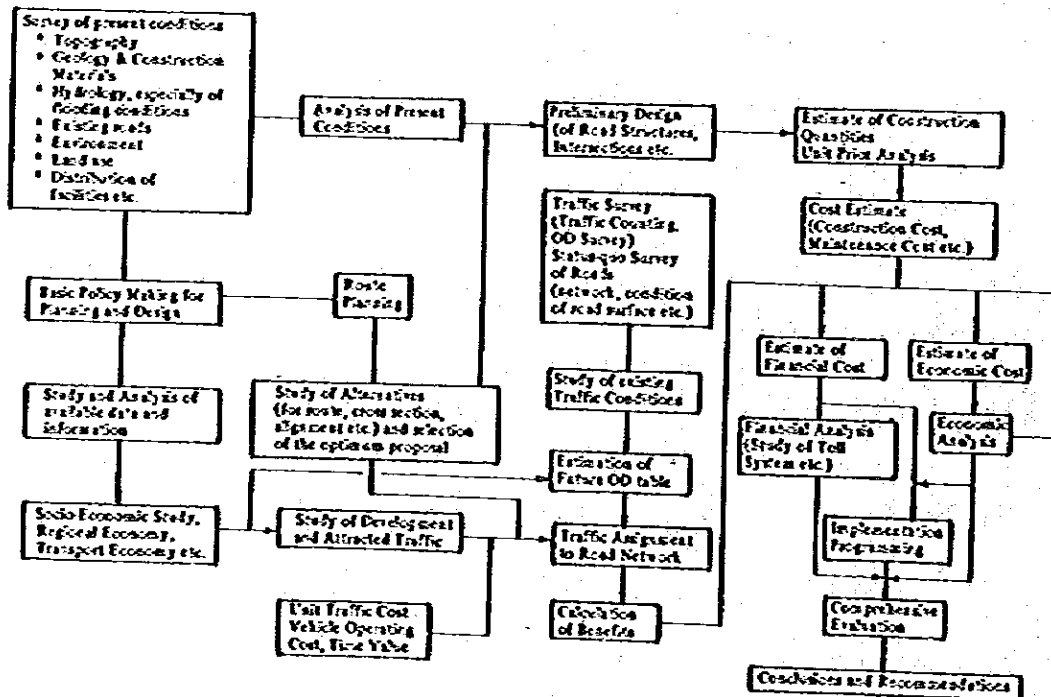 Survey of present conditions
* Topography
* Geology & Construction
Materials
* Hydrology, especially of
flooding conditions
* Existing roads
* Environment
* Land use
* Distribution of
facilities etc.
Analysis of Present
Conditions
Preliminary Design
(of Road Structures,
Intersections etc.
Estimate of Construction
Quantities
Unit Price Analysis
Traffic Survey
(Traffic Counting,
OD Survey)
Status-quo Survey
of Roads
(network, condition
of road surface etc.)
Cost Estimate
(Construction Cost,
Maintenance Cost etc.)
Basic Policy Making for
Planning and Design
Route
Planning
Estimate of
Financial Cost
Estimate of
Economic Cost
Study and Analysis of
available data and
information
Study of Alternatives
(for route, cross section,
alignment etc.) and selection
of the optimum proposal
Study of existing
Traffic Conditions
Financial Analysis
(Study of Toll
System etc.)
Economic
Analysis
Estimation of
Future OD table
Socio-Economic Study,
Regional Economy,
Transport Economy etc.
Study of Development
and Attracted Traffic
Traffic Assignment
to Road Network
Implementation
Programming
Unit Traffic Cost
Vehicle Operating
Cost, Time Value
Calculation
of Benefits
Comprehensive
Evaluation
Conclusions and Recommendations